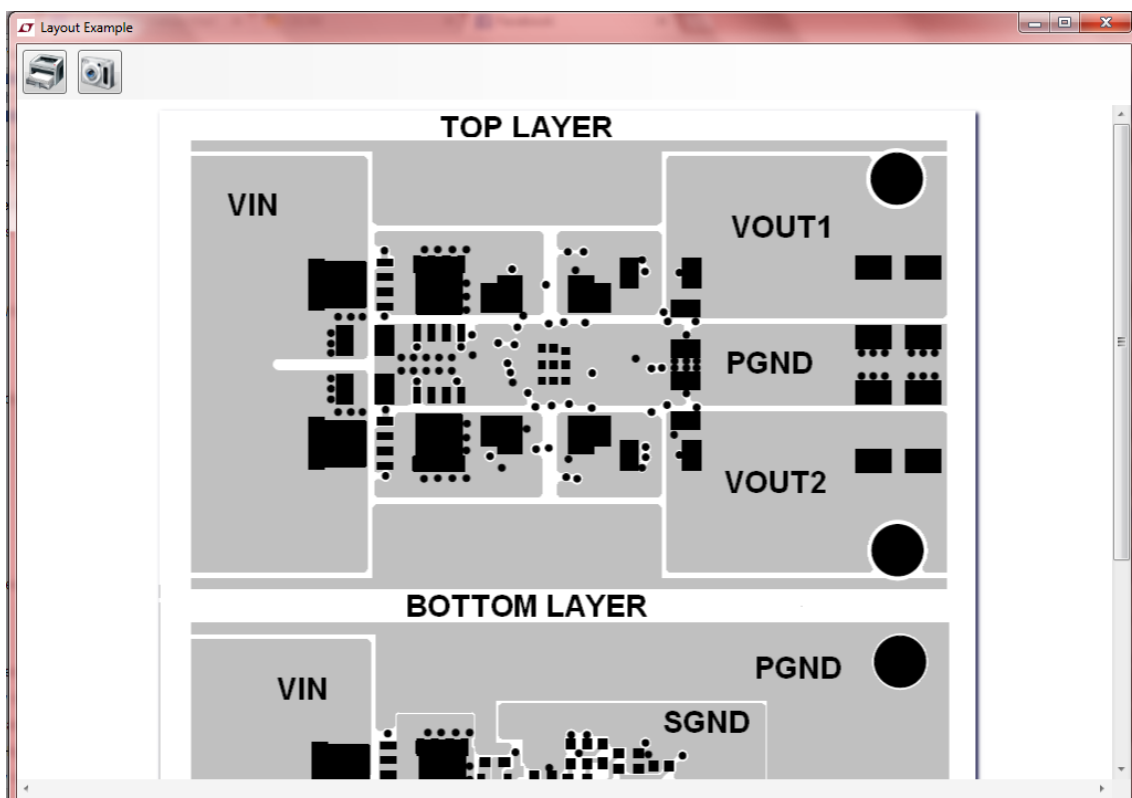 Layout Example
TOP LAYER
VIN
VOUT1
PGND
VOUT2
BOTTOM LAYER
PGND
VIN
SGND